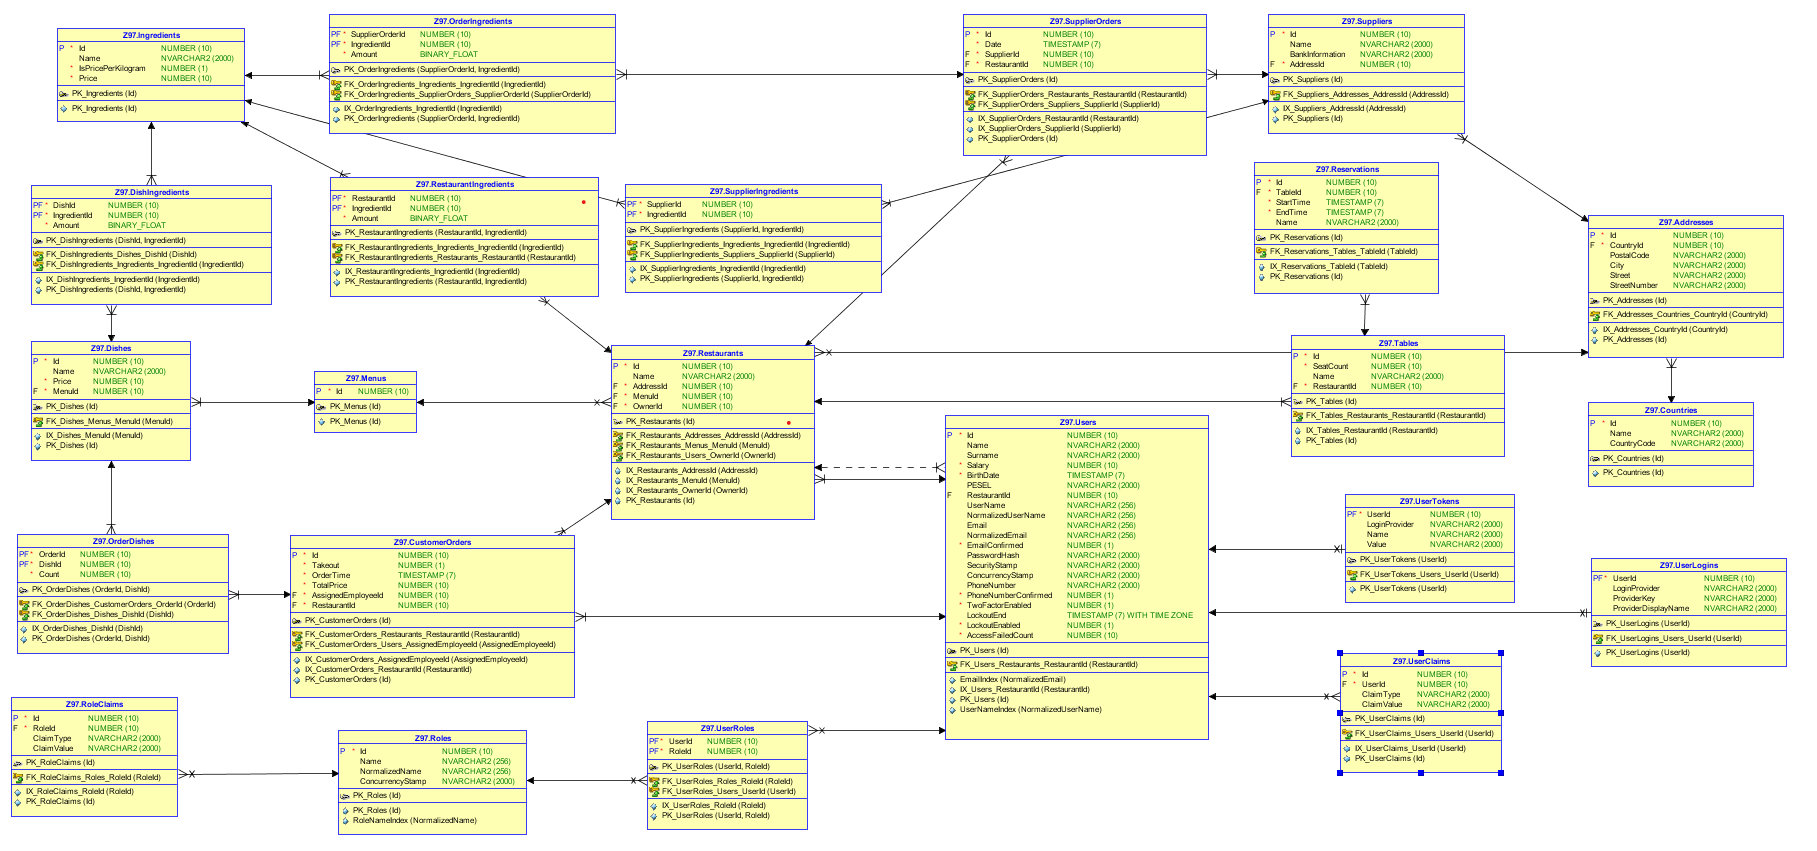 Z97.Ingredients
P * Id NUMBER (10)
Name NVARCHAR2 (2000)
* IsPricePerKilogram NUMBER (1)
* Price NUMBER (10)
PK_Ingredients (Id)
PK_Ingredients (Id)
Z97.OrderIngredients
PF * SupplierOrderId NUMBER (10)
PF * IngredientId NUMBER (10)
* Amount BINARY_FLOAT
PK_OrderIngredients (SupplierOrderId, IngredientId)
FK_OrderIngredients_Ingredients_IngredientId (IngredientId)
FK_OrderIngredients_SupplierOrders_SupplierOrderId (SupplierOrderId)
IX_OrderIngredients_IngredientId (IngredientId)
PK_OrderIngredients (SupplierOrderId, IngredientId)
Z97.SupplierOrders
P * Id NUMBER (10)
* Date TIMESTAMP (7)
F * SupplierId NUMBER (10)
F * RestaurantId NUMBER (10)
PK_SupplierOrders (Id)
FK_SupplierOrders_Restaurants_RestaurantId (RestaurantId)
FK_SupplierOrders_Suppliers_SupplierId (SupplierId)
IX_SupplierOrders_RestaurantId (RestaurantId)
IX_SupplierOrders_SupplierId (SupplierId)
PK_SupplierOrders (Id)
Z97.Suppliers
P * Id NUMBER (10)
Name NVARCHAR2 (2000)
BankInformation NVARCHAR2 (2000)
F * AddressId NUMBER (10)
PK_Suppliers (Id)
FK_Suppliers_Addresses_AddressId (AddressId)
IX_Suppliers_AddressId (AddressId)
PK_Suppliers (Id)
Z97.DishIngredients
PF * DishId NUMBER (10)
PF * IngredientId NUMBER (10)
* Amount BINARY_FLOAT
PK_DishIngredients (DishId, IngredientId)
FK_DishIngredients_Dishes_DishId (DishId)
FK_DishIngredients_Ingredients_IngredientId (IngredientId)
IX_DishIngredients_IngredientId (IngredientId)
PK_DishIngredients (DishId, IngredientId)
Z97.RestaurantIngredients
PF * RestaurantId NUMBER (10)
PF * IngredientId NUMBER (10)
* Amount BINARY_FLOAT
PK_RestaurantIngredients (RestaurantId, IngredientId)
FK_RestaurantIngredients_Ingredients_IngredientId (IngredientId)
FK_RestaurantIngredients_Restaurants_RestaurantId (RestaurantId)
IX_RestaurantIngredients_IngredientId (IngredientId)
PK_RestaurantIngredients (RestaurantId, IngredientId)
Z97.SupplierIngredients
PF * SupplierId NUMBER (10)
PF * IngredientId NUMBER (10)
PK_SupplierIngredients (SupplierId, IngredientId)
FK_SupplierIngredients_Ingredients_IngredientId (IngredientId)
FK_SupplierIngredients_Suppliers_SupplierId (SupplierId)
IX_SupplierIngredients_IngredientId (IngredientId)
PK_SupplierIngredients (SupplierId, IngredientId)
Z97.Reservations
P * Id NUMBER (10)
F * TableId NUMBER (10)
* StartTime TIMESTAMP (7)
* EndTime TIMESTAMP (7)
Name NVARCHAR2 (2000)
PK_Reservations (Id)
FK_Reservations_Tables_TableId (TableId)
IX_Reservations_TableId (TableId)
PK_Reservations (Id)
Z97.Addresses
P * Id NUMBER (10)
F * CountryId NUMBER (10)
PostalCode NVARCHAR2 (2000)
City NVARCHAR2 (2000)
Street NVARCHAR2 (2000)
StreetNumber NVARCHAR2 (2000)
PK_Addresses (Id)
FK_Addresses_Countries_CountryId (CountryId)
IX_Addresses_CountryId (CountryId)
PK_Addresses (Id)
Z97.Dishes
P * Id NUMBER (10)
Name NVARCHAR2 (2000)
* Price NUMBER (10)
F * MenuId NUMBER (10)
PK_Dishes (Id)
FK_Dishes_Menus_MenuId (MenuId)
IX_Dishes_MenuId (MenuId)
PK_Dishes (Id)
Z97.Menus
P * Id NUMBER (10)
PK_Menus (Id)
PK_Menus (Id)
Z97.Restaurants
P * Id NUMBER (10)
Name NVARCHAR2 (2000)
F * AddressId NUMBER (10)
F * MenuId NUMBER (10)
F * OwnerId NUMBER (10)
PK_Restaurants (Id)
FK_Restaurants_Addresses_AddressId (AddressId)
FK_Restaurants_Menus_MenuId (MenuId)
FK_Restaurants_Users_OwnerId (OwnerId)
IX_Restaurants_AddressId (AddressId)
IX_Restaurants_MenuId (MenuId)
IX_Restaurants_OwnerId (OwnerId)
PK_Restaurants (Id)
Z97.Tables
P * Id NUMBER (10)
* SeatCount NUMBER (10)
Name NVARCHAR2 (2000)
F * RestaurantId NUMBER (10)
PK_Tables (Id)
FK_Tables_Restaurants_RestaurantId (RestaurantId)
IX_Tables_RestaurantId (RestaurantId)
PK_Tables (Id)
Z97.Countries
P * Id NUMBER (10)
Name NVARCHAR2 (2000)
CountryCode NVARCHAR2 (2000)
PK_Countries (Id)
PK_Countries (Id)
Z97.Users
P * Id NUMBER (10)
Name NVARCHAR2 (2000)
Surname NVARCHAR2 (2000)
* Salary NUMBER (10)
* BirthDate TIMESTAMP (7)
PESEL NVARCHAR2 (2000)
F RestaurantId NUMBER (10)
UserName NVARCHAR2 (256)
NormalizedUserName NVARCHAR2 (256)
Email NVARCHAR2 (256)
NormalizedEmail NVARCHAR2 (256)
* EmailConfirmed NUMBER (1)
PasswordHash NVARCHAR2 (2000)
SecurityStamp NVARCHAR2 (2000)
ConcurrencyStamp NVARCHAR2 (2000)
PhoneNumber NVARCHAR2 (2000)
* PhoneNumberConfirmed NUMBER (1)
* TwoFactorEnabled NUMBER (1)
LockoutEnd TIMESTAMP (7) WITH TIME ZONE
* LockoutEnabled NUMBER (1)
* AccessFailedCount NUMBER (10)
PK_Users (Id)
FK_Users_Restaurants_RestaurantId (RestaurantId)
EmailIndex (NormalizedEmail)
IX_Users_RestaurantId (RestaurantId)
PK_Users (Id)
UserNameIndex (NormalizedUserName)
Z97.UserTokens
PF * UserId NUMBER (10)
LoginProvider NVARCHAR2 (2000)
Name NVARCHAR2 (2000)
Value NVARCHAR2 (2000)
PK_UserTokens (UserId)
FK_UserTokens_Users_UserId (UserId)
PK_UserTokens (UserId)
Z97.UserLogins
PF * UserId NUMBER (10)
LoginProvider NVARCHAR2 (2000)
ProviderKey NVARCHAR2 (2000)
ProviderDisplayName NVARCHAR2 (2000)
PK_UserLogins (UserId)
FK_UserLogins_Users_UserId (UserId)
PK_UserLogins (UserId)
Z97.OrderDishes
PF * OrderId NUMBER (10)
PF * DishId NUMBER (10)
* Count NUMBER (10)
PK_OrderDishes (OrderId, DishId)
FK_OrderDishes_CustomerOrders_OrderId (OrderId)
FK_OrderDishes_Dishes_DishId (DishId)
IX_OrderDishes_DishId (DishId)
PK_OrderDishes (OrderId, DishId)
Z97.CustomerOrders
P * Id NUMBER (10)
* Takeout NUMBER (1)
* OrderTime TIMESTAMP (7)
* TotalPrice NUMBER (10)
F * AssignedEmployeeId NUMBER (10)
F * RestaurantId NUMBER (10)
PK_CustomerOrders (Id)
FK_CustomerOrders_Restaurants_RestaurantId (RestaurantId)
FK_CustomerOrders_Users_AssignedEmployeeId (AssignedEmployeeId)
IX_CustomerOrders_AssignedEmployeeId (AssignedEmployeeId)
IX_CustomerOrders_RestaurantId (RestaurantId)
PK_CustomerOrders (Id)
Z97.UserClaims
P * Id NUMBER (10)
F * UserId NUMBER (10)
ClaimType NVARCHAR2 (2000)
ClaimValue NVARCHAR2 (2000)
PK_UserClaims (Id)
FK_UserClaims_Users_UserId (UserId)
IX_UserClaims_UserId (UserId)
PK_UserClaims (Id)
Z97.RoleClaims
P * Id NUMBER (10)
F * RoleId NUMBER (10)
ClaimType NVARCHAR2 (2000)
ClaimValue NVARCHAR2 (2000)
PK_RoleClaims (Id)
FK_RoleClaims_Roles_RoleId (RoleId)
IX_RoleClaims_RoleId (RoleId)
PK_RoleClaims (Id)
Z97.Roles
P * Id NUMBER (10)
Name NVARCHAR2 (256)
NormalizedName NVARCHAR2 (256)
ConcurrencyStamp NVARCHAR2 (2000)
PK_Roles (Id)
PK_Roles (Id)
RoleNameIndex (NormalizedName)
Z97.UserRoles
PF * UserId NUMBER (10)
PF * RoleId NUMBER (10)
PK_UserRoles (UserId, RoleId)
FK_UserRoles_Roles_RoleId (RoleId)
FK_UserRoles_Users_UserId (UserId)
IX_UserRoles_RoleId (RoleId)
PK_UserRoles (UserId, RoleId)